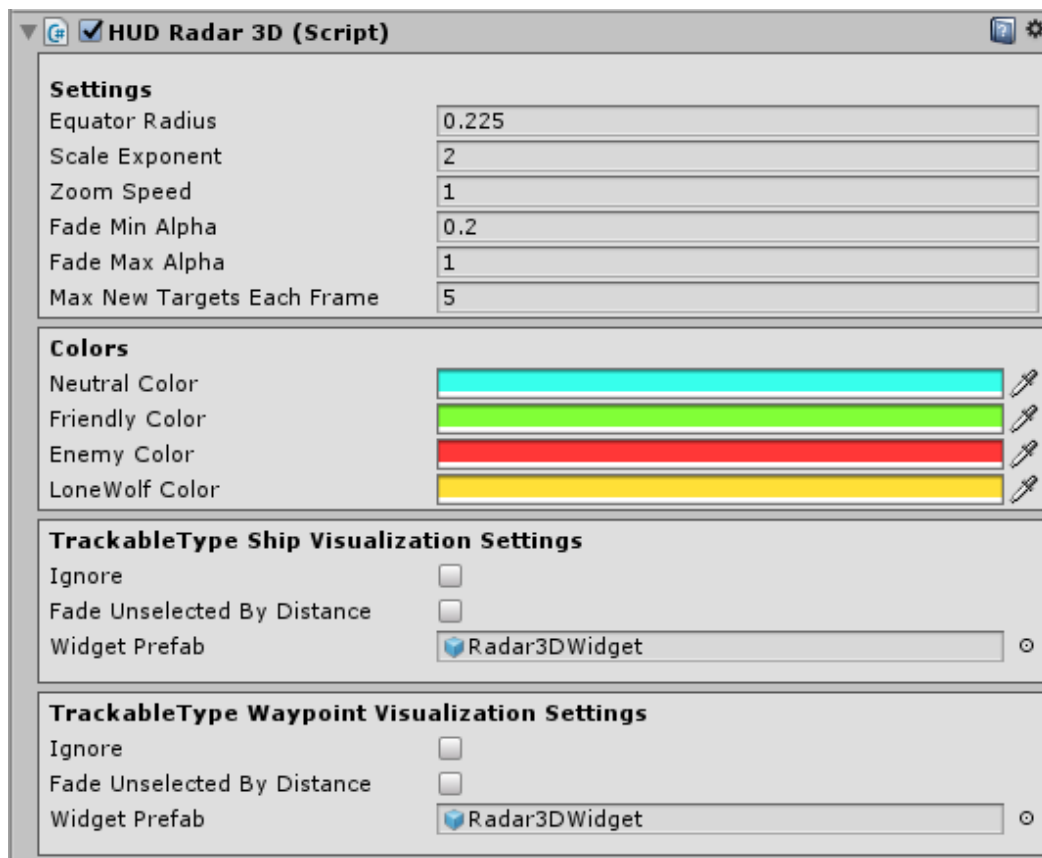 HUD Radar 3D (Script)
Settings
Equator Radius 0.225
Scale Exponent 2
Zoom Speed 1
Fade Min Alpha 0.2
Fade Max Alpha 1
Max New Targets Each Frame 5
Colors
Neutral Color
Friendly Color
Enemy Color
LoneWolf Color
TrackableType Ship Visualization Settings
Ignore
Fade Unselected By Distance
Widget Prefab Radar3DWidget
TrackableType Waypoint Visualization Settings
Ignore
Fade Unselected By Distance
Widget Prefab Radar3DWidget